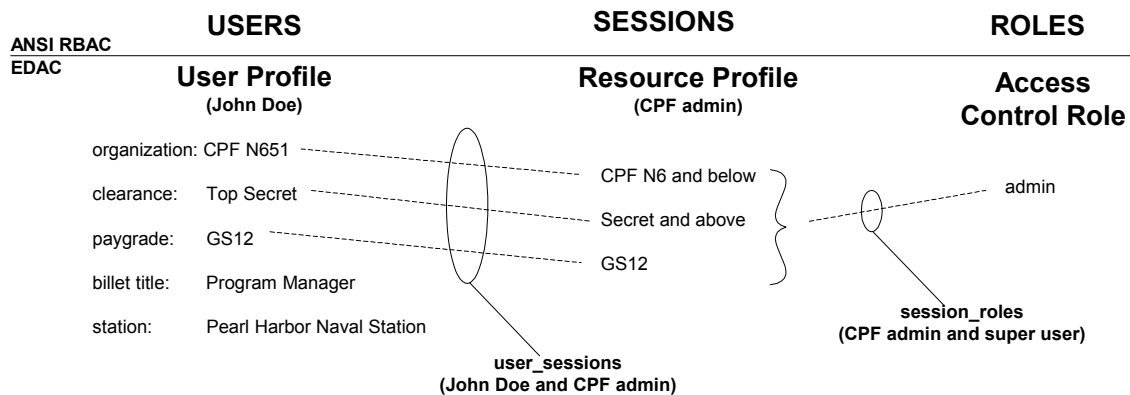 USERS SESSIONS ROLES
ANSI RBAC
EDAC
User Profile
(John Doe)
Resource Profile
(CPF admin)
Access
Control Role
organization: CPF N651
clearance: Top Secret
paygrade: GS12
billet title: Program Manager
station: Pearl Harbor Naval Station
CPF N6 and below
Secret and above
GS12
admin
user_sessions
(John Doe and CPF admin)
session_roles
(CPF admin and super user)